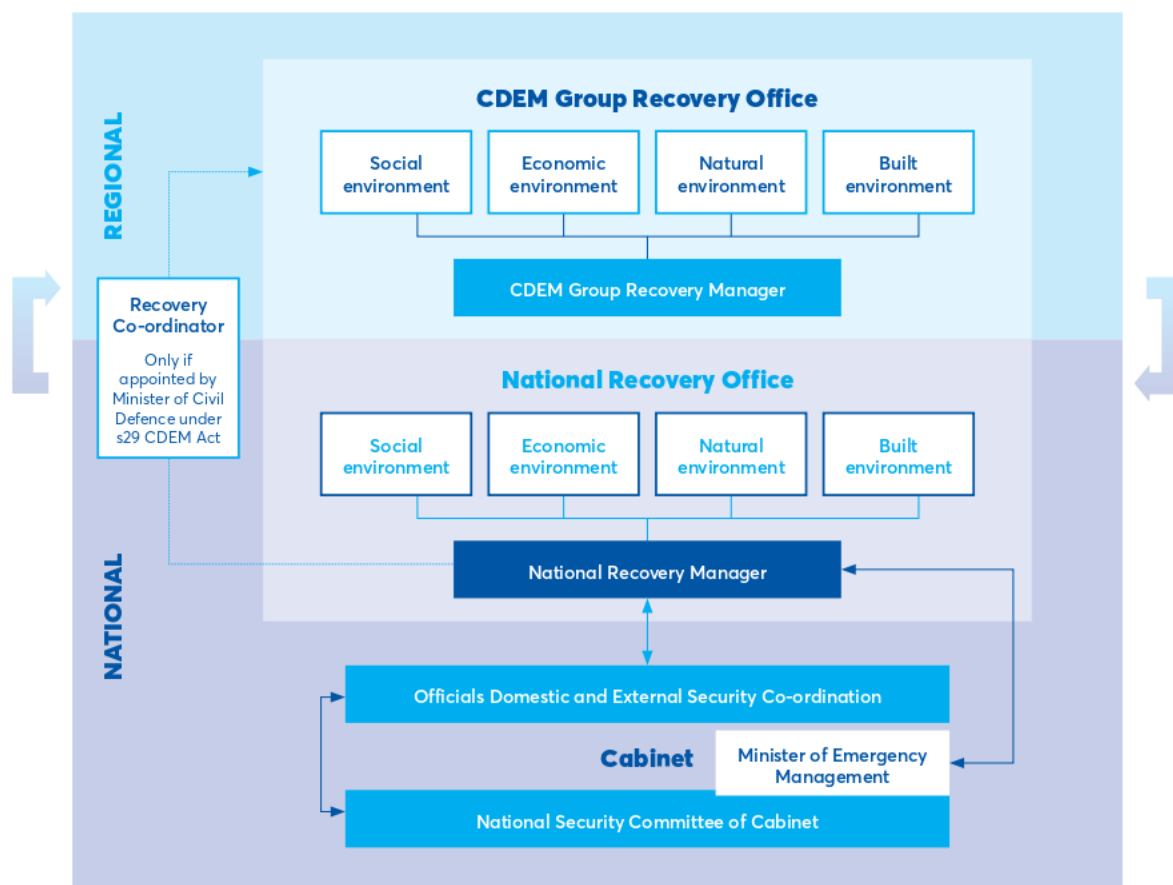 REGIONAL
CDEM Group Recovery Office
Social
environment
Economic
environment
Natural
environment
Built
environment
CDEM Group Recovery Manager
Recovery
Co-ordinator
Only if
appointed by
Minister of Civil
Defence under
s29 CDEM Act
NATIONAL
National Recovery Office
Social
environment
Economic
environment
Natural
environment
Built
environment
National Recovery Manager
Officials Domestic and External Security Co-ordination
Cabinet
Minister of Emergency
Management
National Security Committee of Cabinet